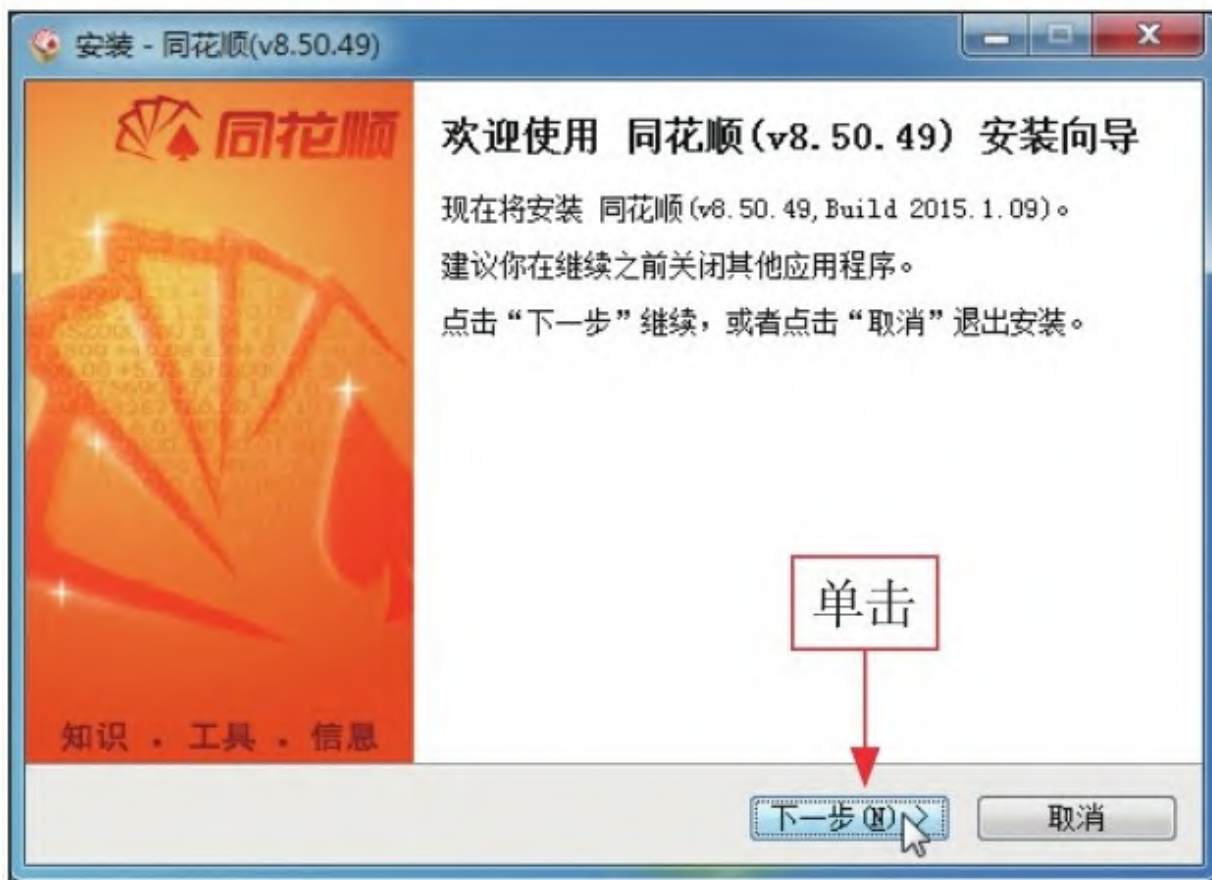 安装 - 同花顺(v8.50.49)
同花顺
欢迎使用 同花顺(v8.50.49) 安装向导
现在将安装 同花顺(v8.50.49,Build 2015.1.09)。
建议你在继续之前关闭其他应用程序。
点击“下一步”继续，或者点击“取消”退出安装。
单击
知识 . 工具 . 信息
下一步(N) >
取消